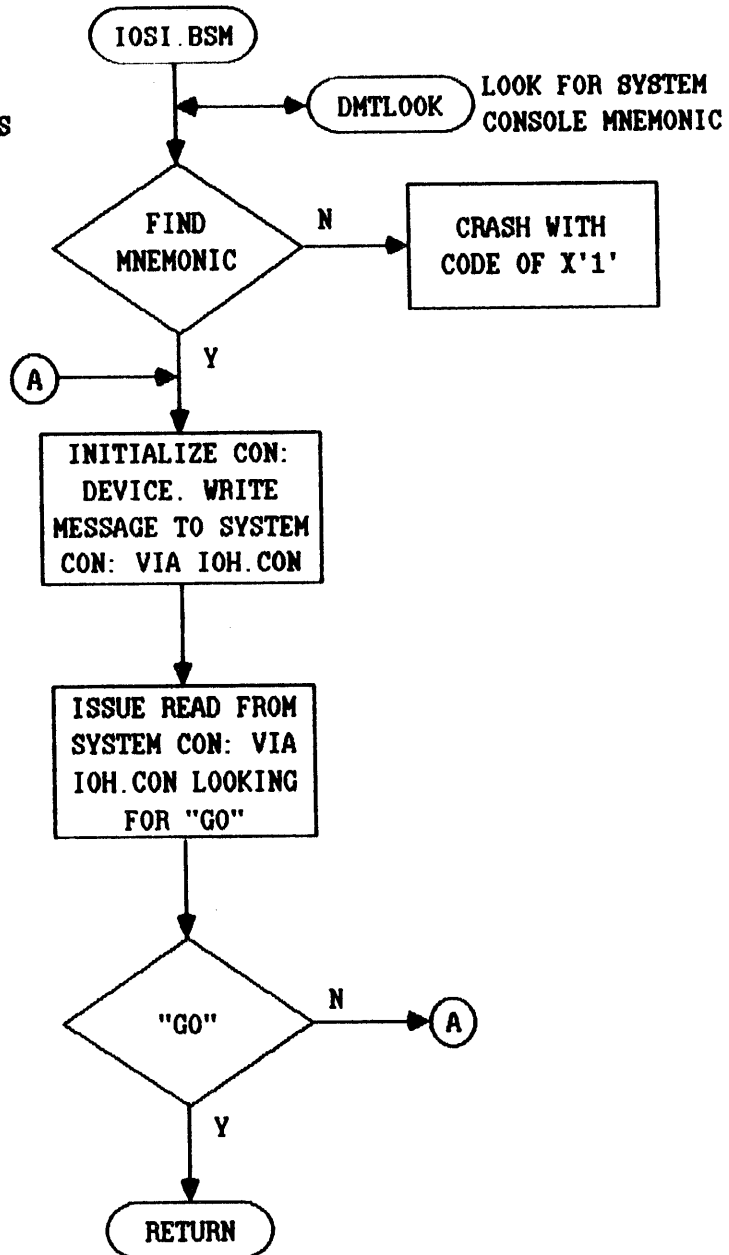 IOSI.BSM
DMTLOOK
LOOK FOR SYSTEM
CONSOLE MNEMONIC
S
FIND
MNEMONIC
N
CRASH WITH
CODE OF X'1'
Y
A
INITIALIZE CON:
DEVICE. WRITE
MESSAGE TO SYSTEM
CON: VIA IOH.CON
ISSUE READ FROM
SYSTEM CON: VIA
IOH.CON LOOKING
FOR "GO"
"GO"
N
A
Y
RETURN